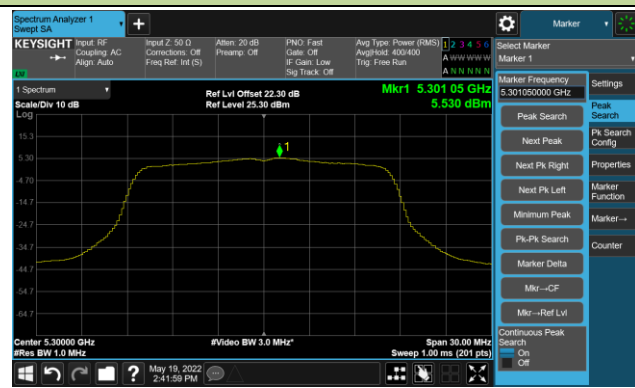 Spectrum Analyzer 1
Swept SA
Marker
KEYSIGHT
Input: RF
Coupling: AC
Align: Auto
Input Z: 50 Ω
Corrections: Off
Freq Ref: Int (S)
Atten: 20 dB
Preamp: Off
PNO: Fast
Gate: Off
IF Gain: Low
Sig Track: Off
Avg Type: Power (RMS)
Avg|Hold: 400/400
Trig: Free Run
1 2 3 4 5 6
A W W W W W
A N N N N N
Select Marker
Marker 1
1 Spectrum
Scale/Div 10 dB
Log
Ref Lvl Offset 22.30 dB
Ref Level 25.30 dBm
Mkr1 5.301 05 GHz
5.530 dBm
1
15.3
5.30
-4.70
-14.7
-24.7
-34.7
-44.7
-54.7
-64.7
Center 5.30000 GHz
#Res BW 1.0 MHz
#Video BW 3.0 MHz*
Span 30.00 MHz
Sweep 1.00 ms (201 pts)
Marker Frequency
5.301050000 GHz
Peak Search
Next Peak
Next Pk Right
Next Pk Left
Minimum Peak
Pk-Pk Search
Marker Delta
Mkr→CF
Mkr→Ref Lvl
Continuous Peak
Search
On
Off
Settings
Peak
Search
Pk Search
Config
Properties
Marker
Function
Marker→
Counter
May 19, 2022
2:41:59 PM